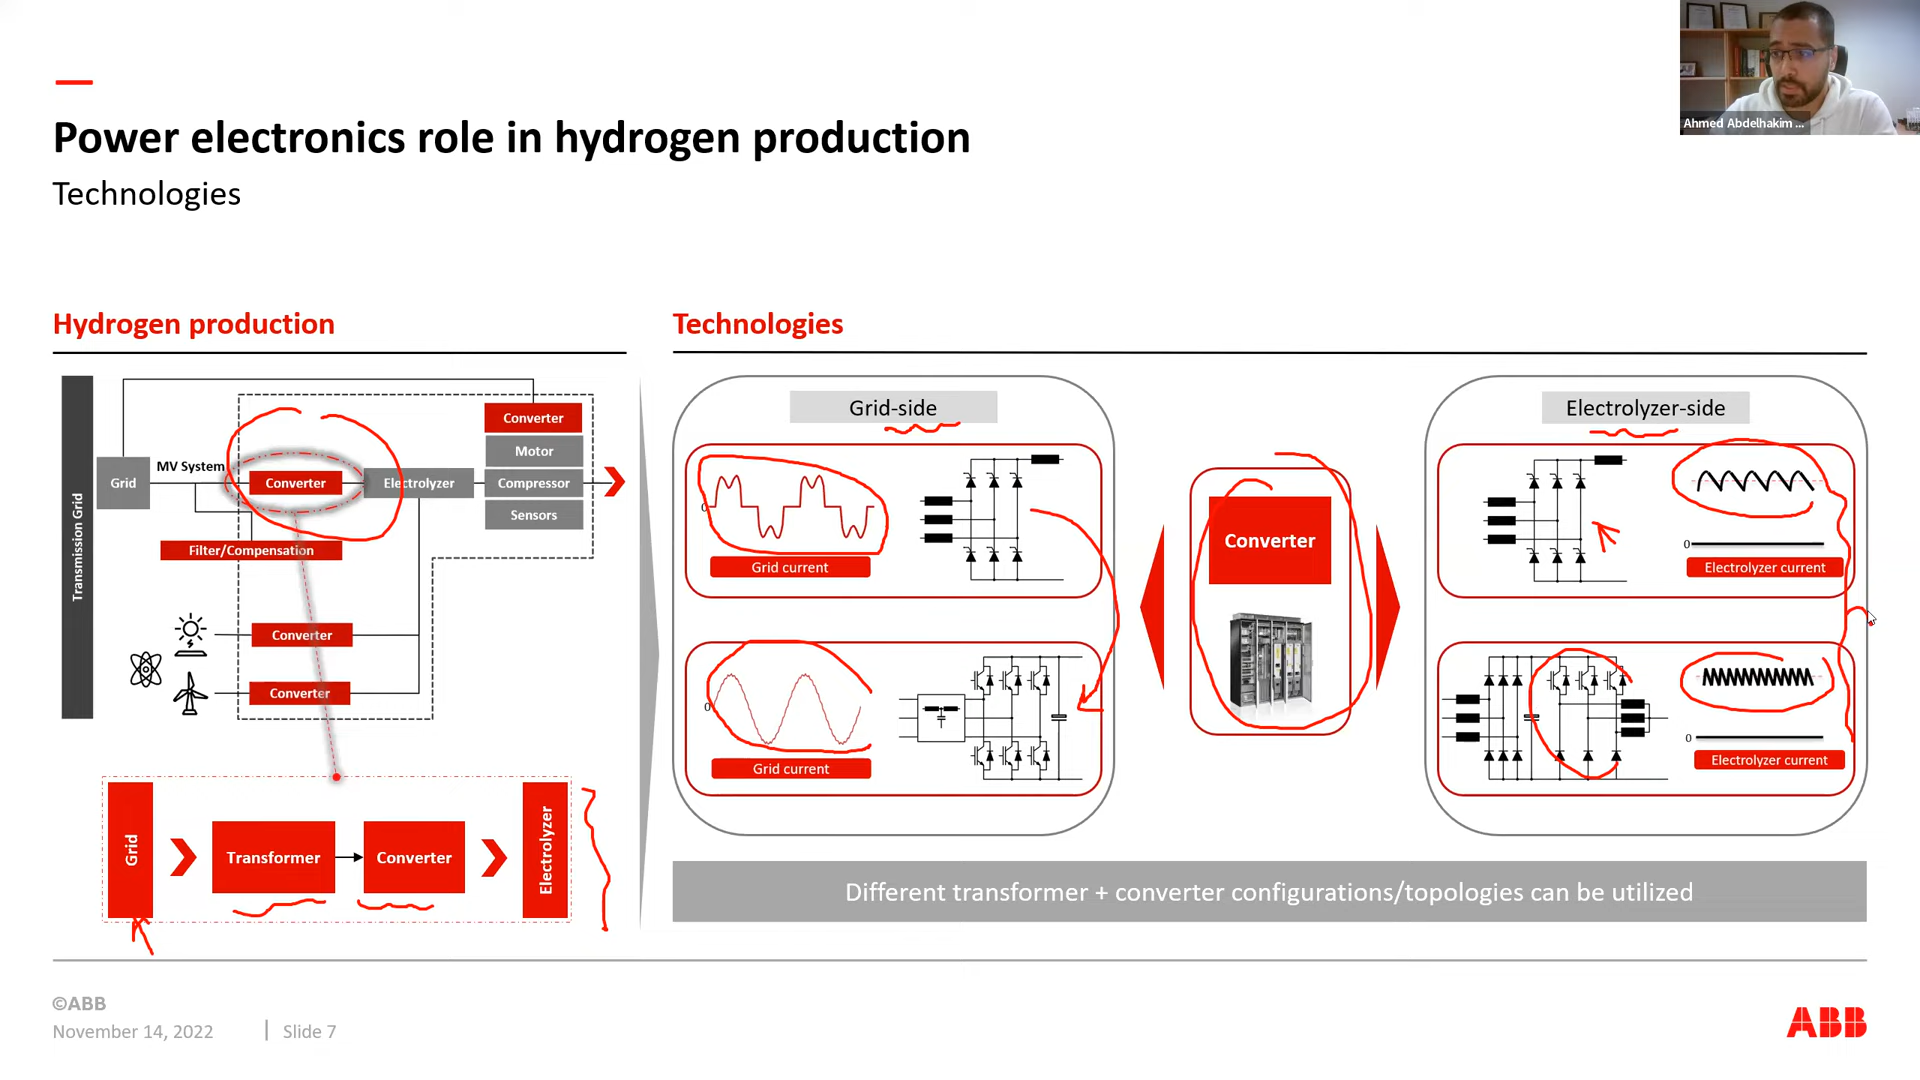 Ahmed Abdelhakim ...
Power electronics role in hydrogen production
Technologies
Hydrogen production
Transmission Grid
Grid
MV System
Converter
Electrolyzer
Converter
Motor
Compressor
Sensors
Filter/Compensation
Converter
Converter
Grid
Transformer
Converter
Electrolyzer
Technologies
Grid-side
0
Grid current
0
Grid current
Converter
Electrolyzer-side
0
Electrolyzer current
0
Electrolyzer current
Different transformer + converter configurations/topologies can be utilized
©ABB
November 14, 2022 | Slide 7
ABB